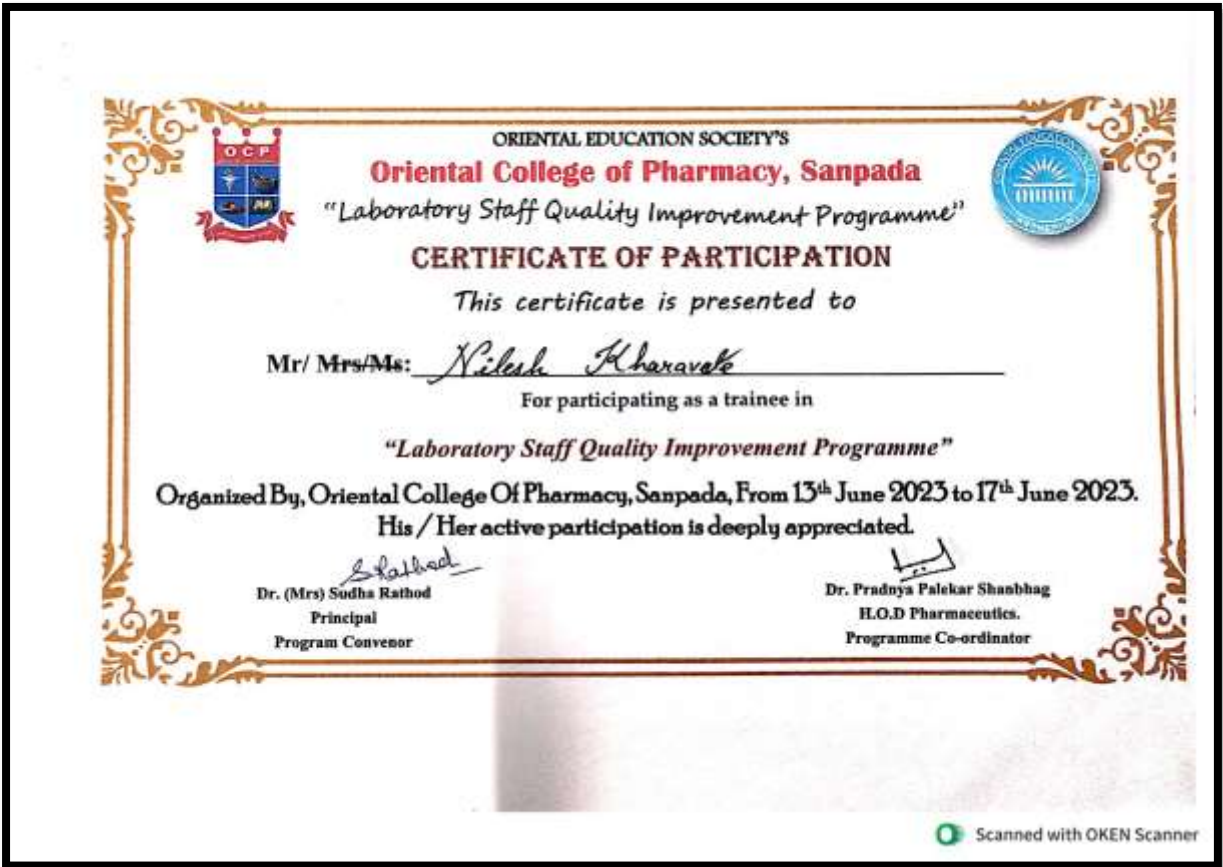 ORIENTAL EDUCATION SOCIETY'S
OCP
Oriental College of Pharmacy, Sanpada
"Laboratory Staff Quality Improvement Programme"
CERTIFICATE OF PARTICIPATION
This certificate is presented to
Mr/ Mrs/Ms: Nilesh Kharavate
For participating as a trainee in
"Laboratory Staff Quality Improvement Programme"
Organized By, Oriental College Of Pharmacy, Sanpada, From 13th June 2023 to 17th June 2023.
His / Her active participation is deeply appreciated.
SRathod
Dr. (Mrs) Sudha Rathod
Principal
Program Convenor
Dr. Pradnya Palekar Shanbhag
H.O.D Pharmaceutics.
Programme Co-ordinator
Scanned with OKEN Scanner